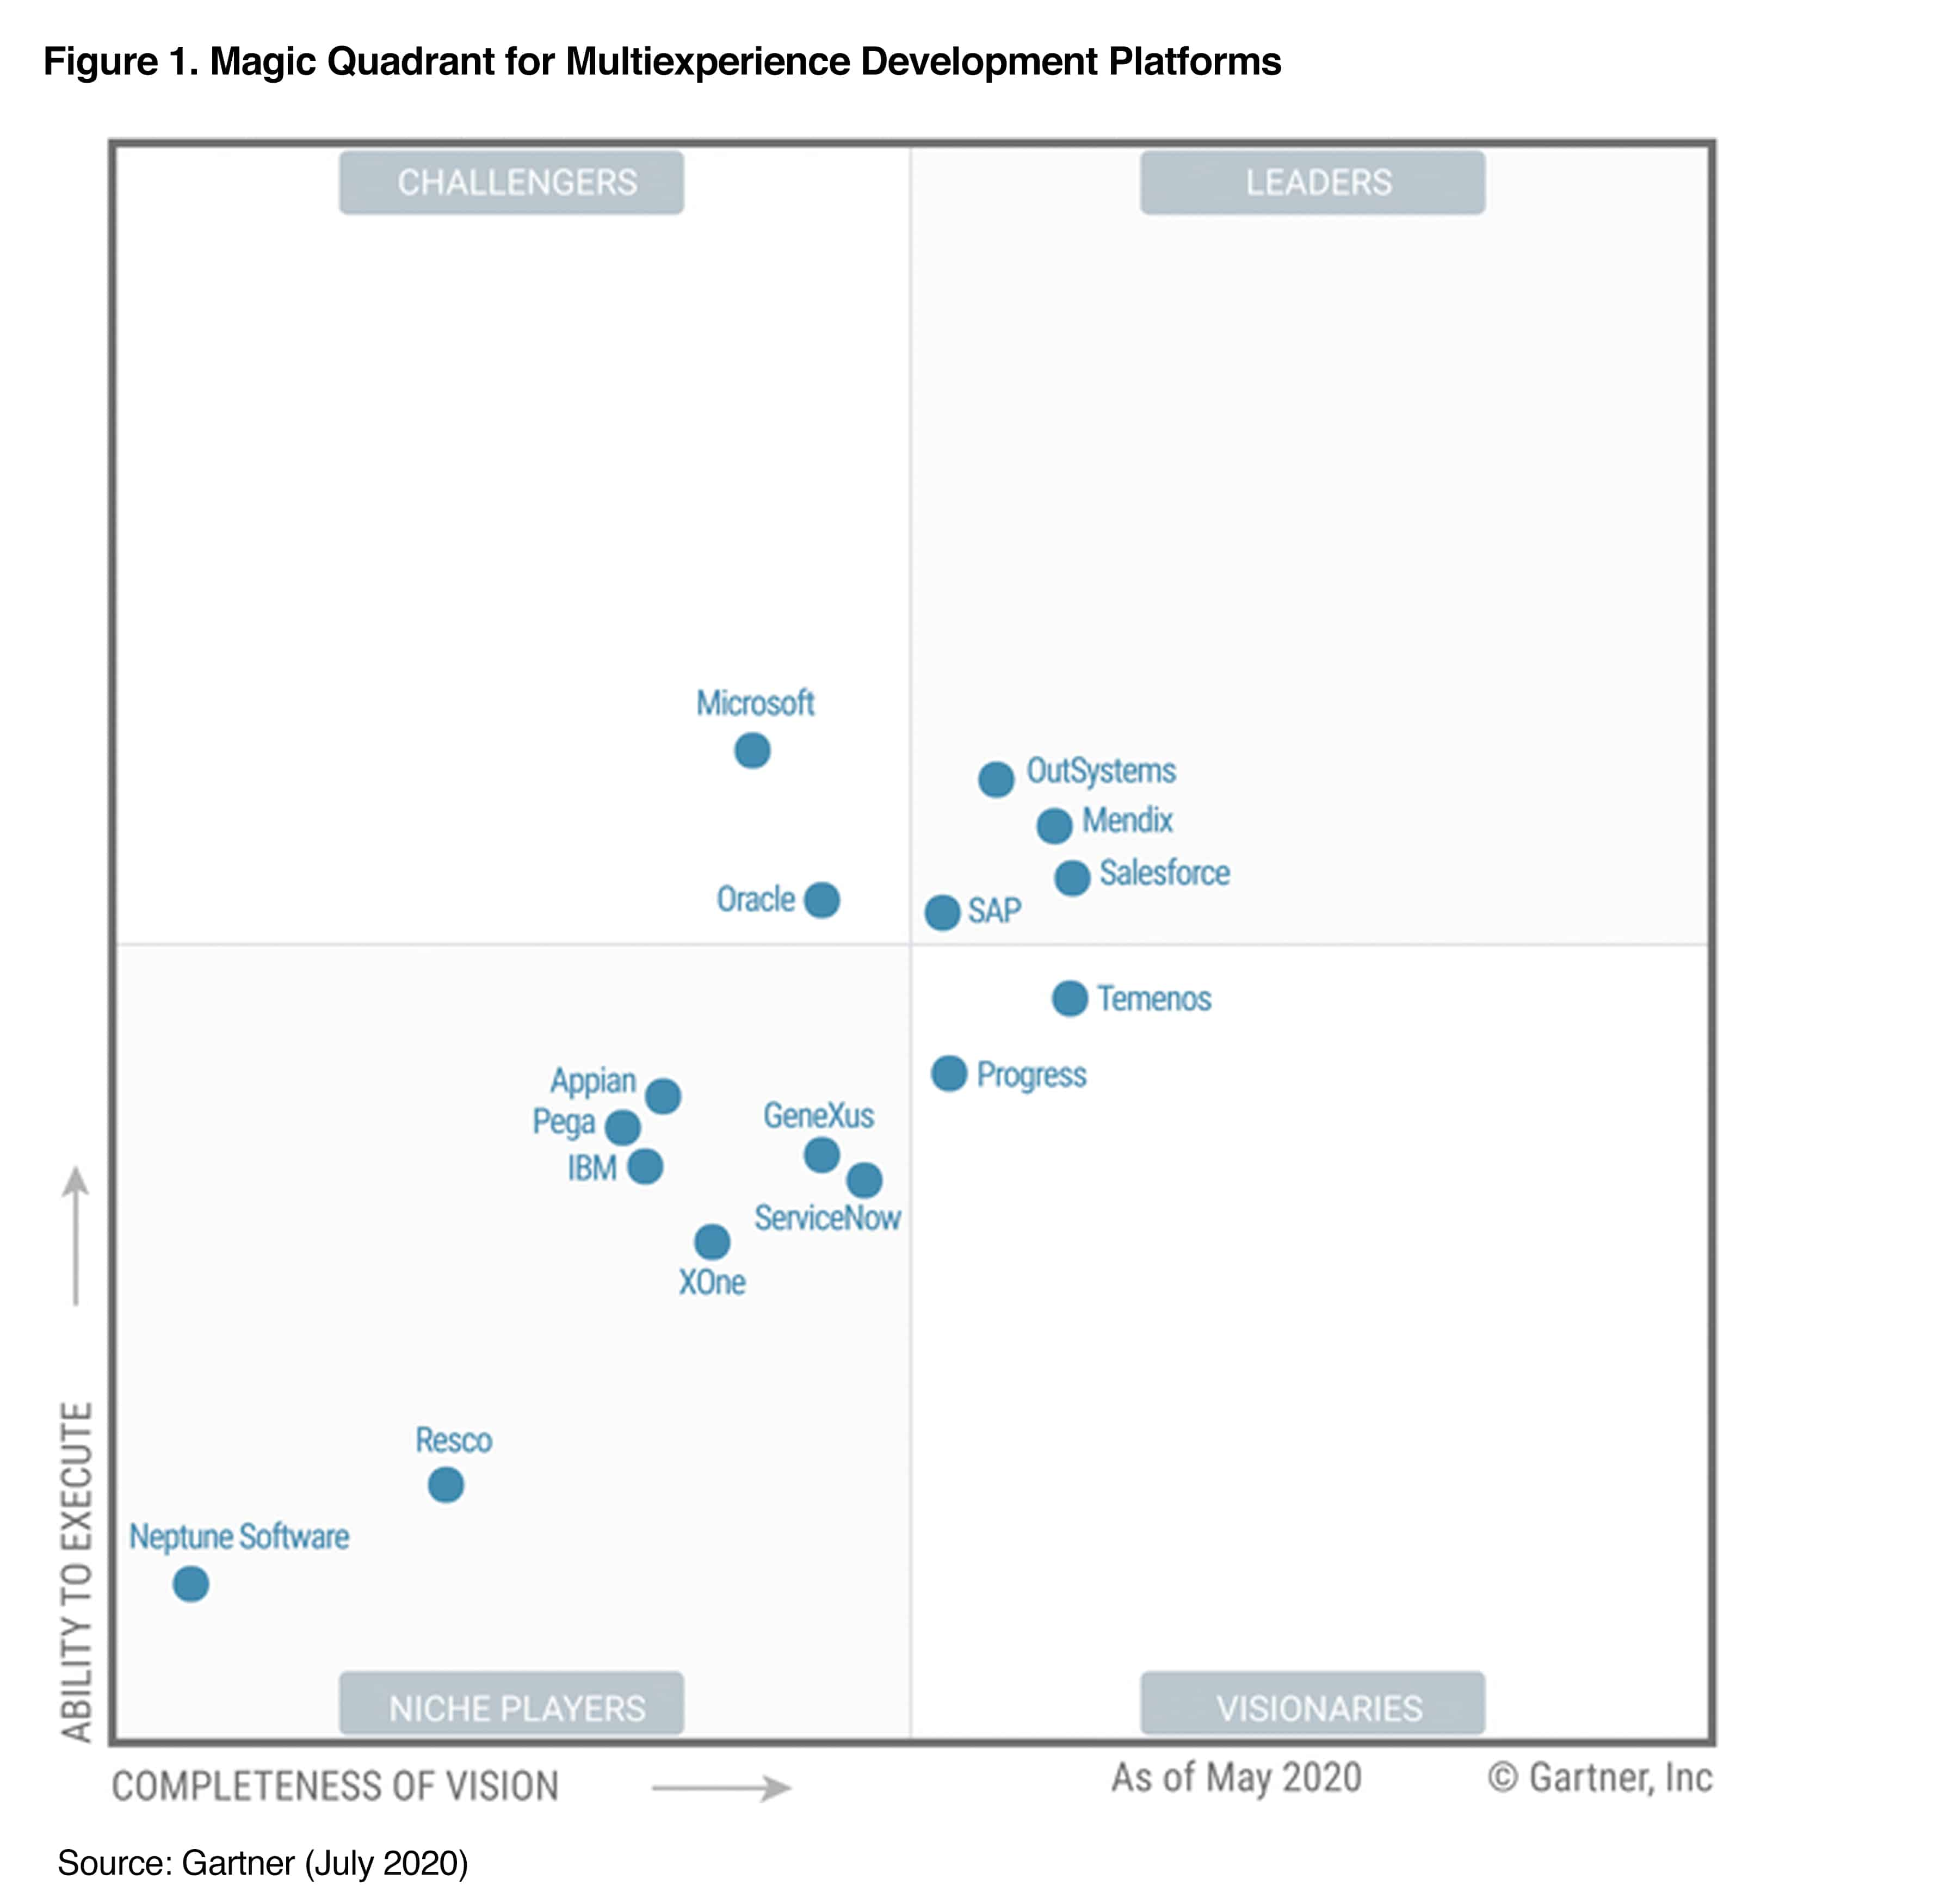 Figure 1. Magic Quadrant for Multiexperience Development Platforms
CHALLENGERS
LEADERS
Microsoft
OutSystems
Mendix
Salesforce
Oracle
SAP
Temenos
Progress
Appian
Pega
IBM
GeneXus
ServiceNow
XOne
Resco
Neptune Software
NICHE PLAYERS
VISIONARIES
ABILITY TO EXECUTE
COMPLETENESS OF VISION
As of May 2020
© Gartner, Inc
Source: Gartner (July 2020)